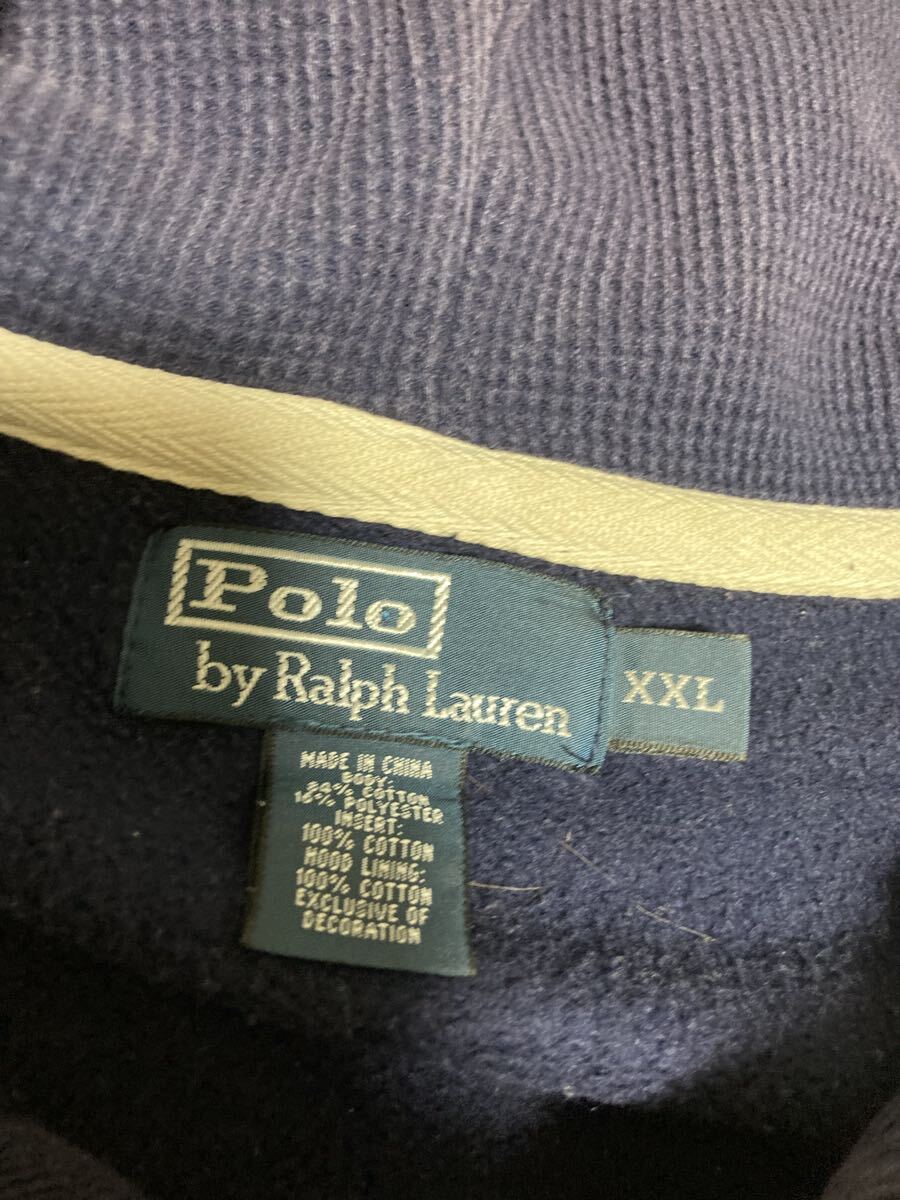 Polo
by Ralph Lauren
XXL
MADE IN CHINA
BODY:
84% COTTON
16% POLYESTER
INSERT:
100% COTTON
HOOD LINING:
100% COTTON
EXCLUSIVE OF
DECORATION